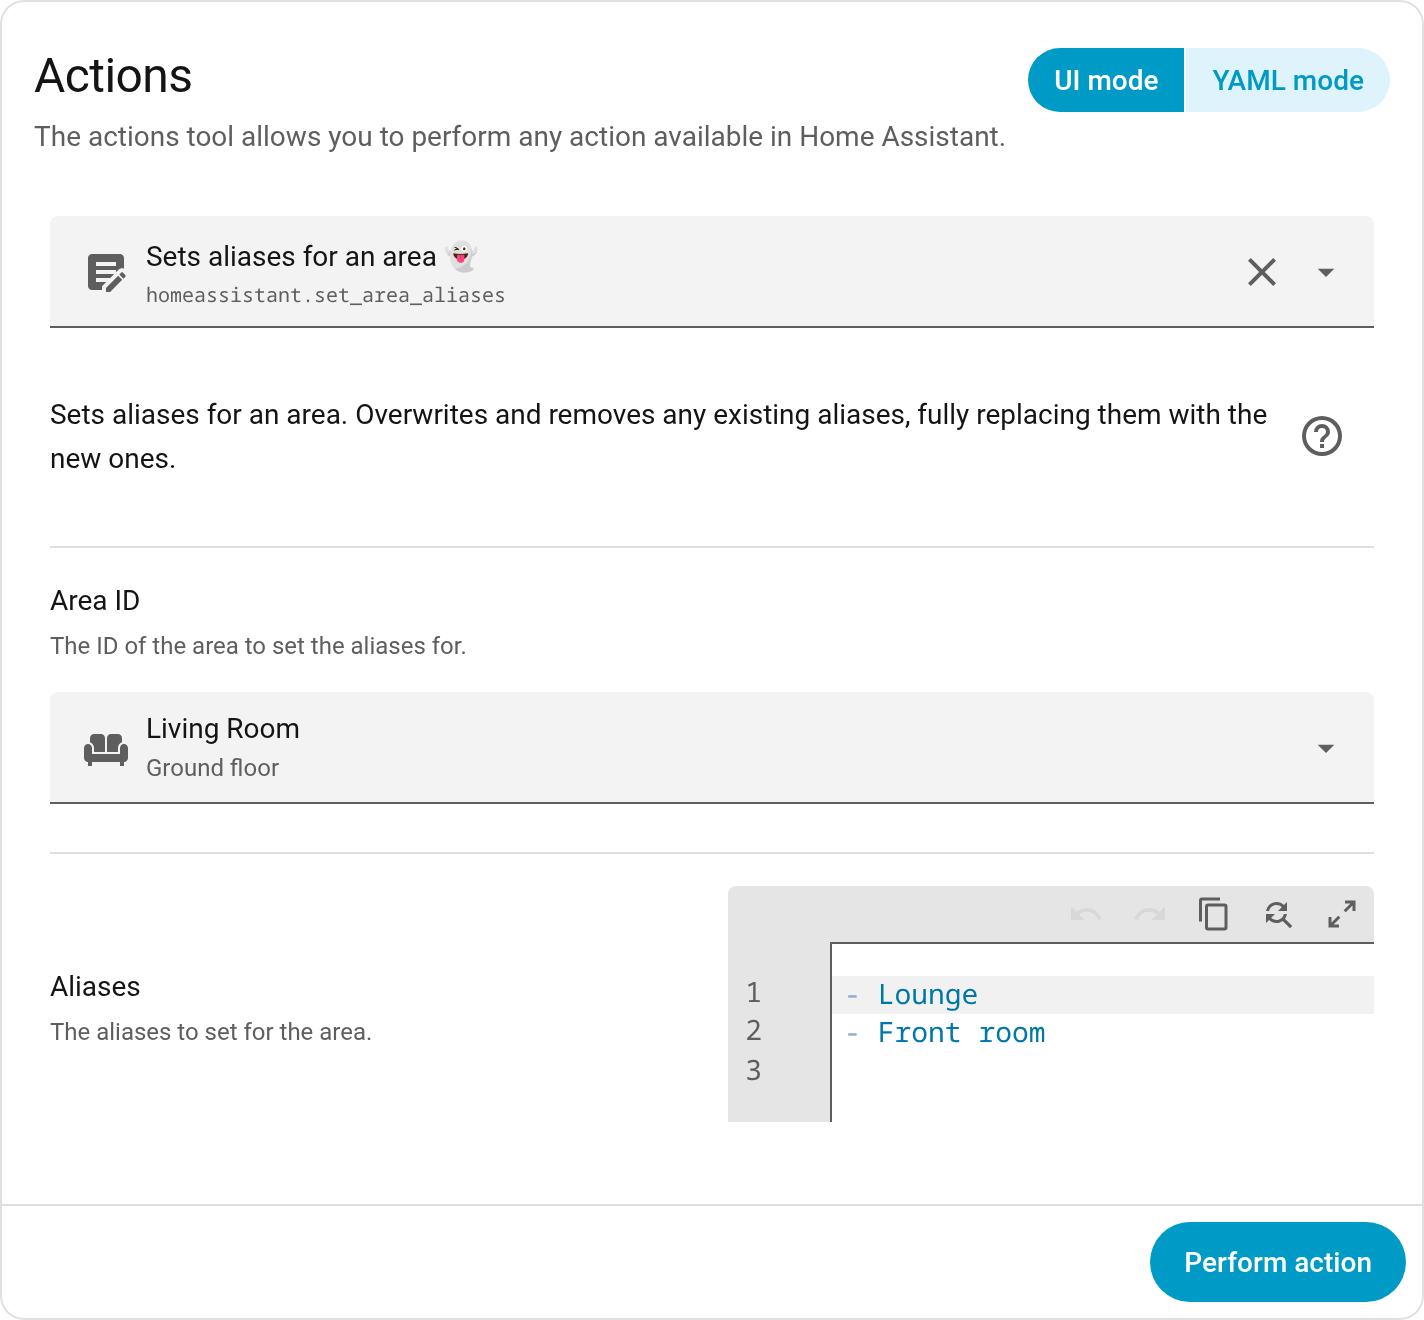 Actions
UI mode
YAML mode
The actions tool allows you to perform any action available in Home Assistant.
Sets aliases for an area 👻
homeassistant.set_area_aliases
Sets aliases for an area. Overwrites and removes any existing aliases, fully replacing them with the
new ones.
Area ID
The ID of the area to set the aliases for.
Living Room
Ground floor
Aliases
The aliases to set for the area.
1 - Lounge
2 - Front room
3
Perform action